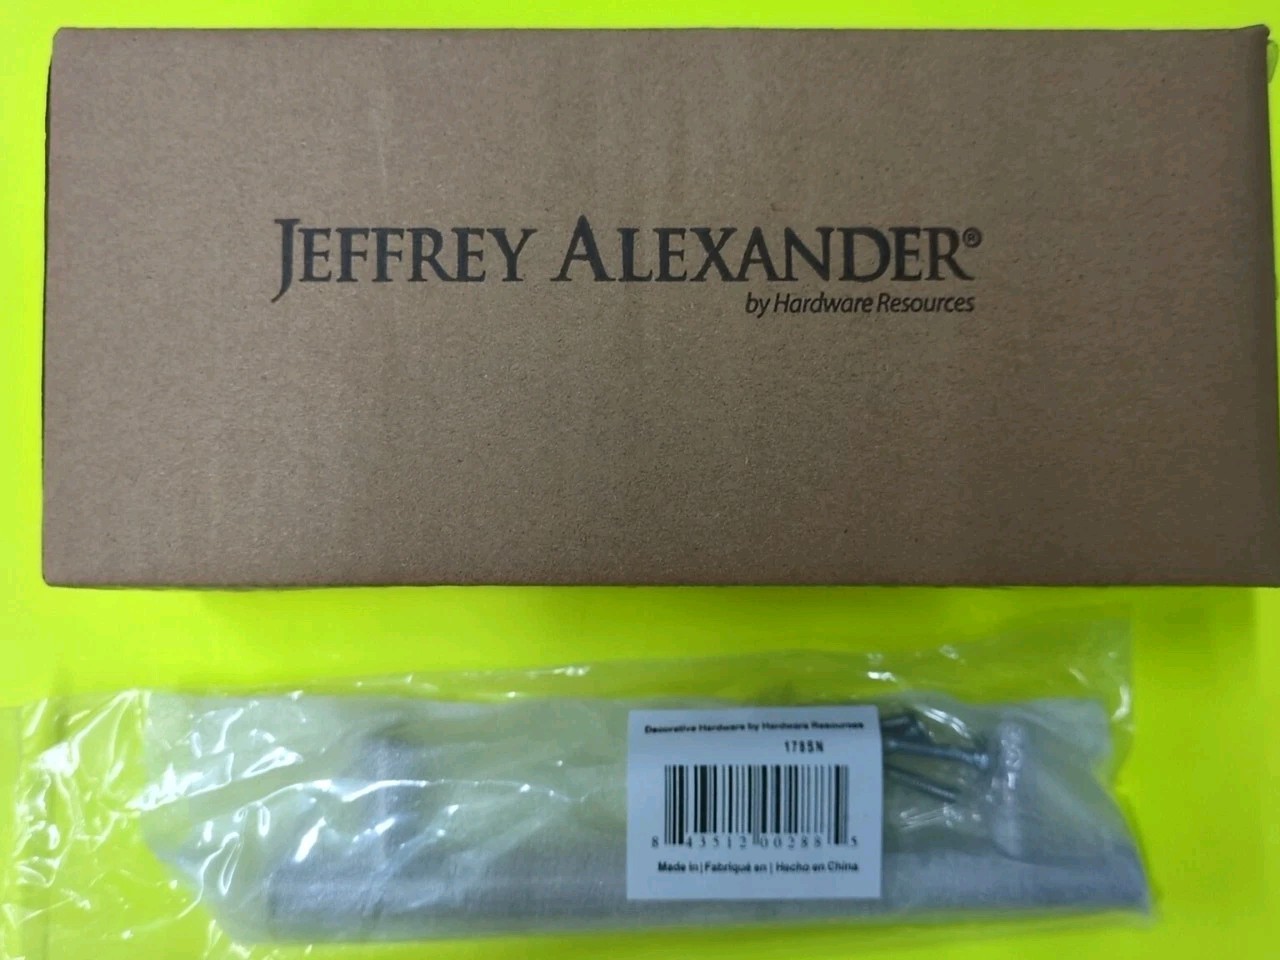 JEFFREY ALEXANDER®
by Hardware Resources
Decorative Hardware by Hardware Resources
178SN
8 43512 00288 5
Made in | Fabriqué en | Hecho en China